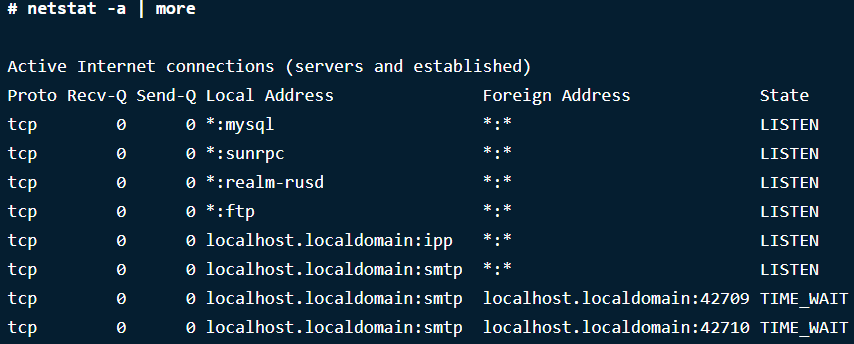 # netstat -a | more
Active Internet connections (servers and established)
Proto Recv-Q Send-Q Local Address Foreign Address State
tcp 0 0 *:mysql *:* LISTEN
tcp 0 0 *:sunrpc *:* LISTEN
tcp 0 0 *:realm-rusd *:* LISTEN
tcp 0 0 *:ftp *:* LISTEN
tcp 0 0 localhost.localdomain:ipp *:* LISTEN
tcp 0 0 localhost.localdomain:smtp *:* LISTEN
tcp 0 0 localhost.localdomain:smtp localhost.localdomain:42709 TIME_WAIT
tcp 0 0 localhost.localdomain:smtp localhost.localdomain:42710 TIME_WAIT